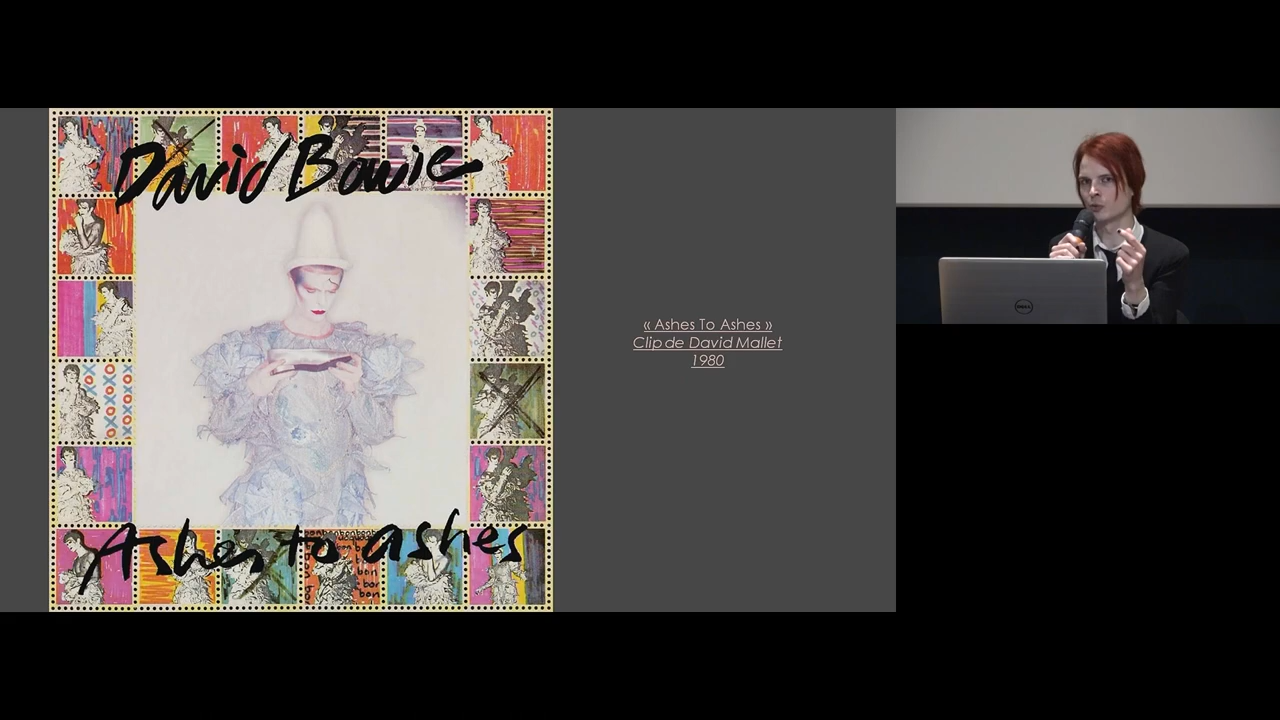 David Bowie
Ashes to ashes
« Ashes To Ashes »
Clip de David Mallet
1980
DELL